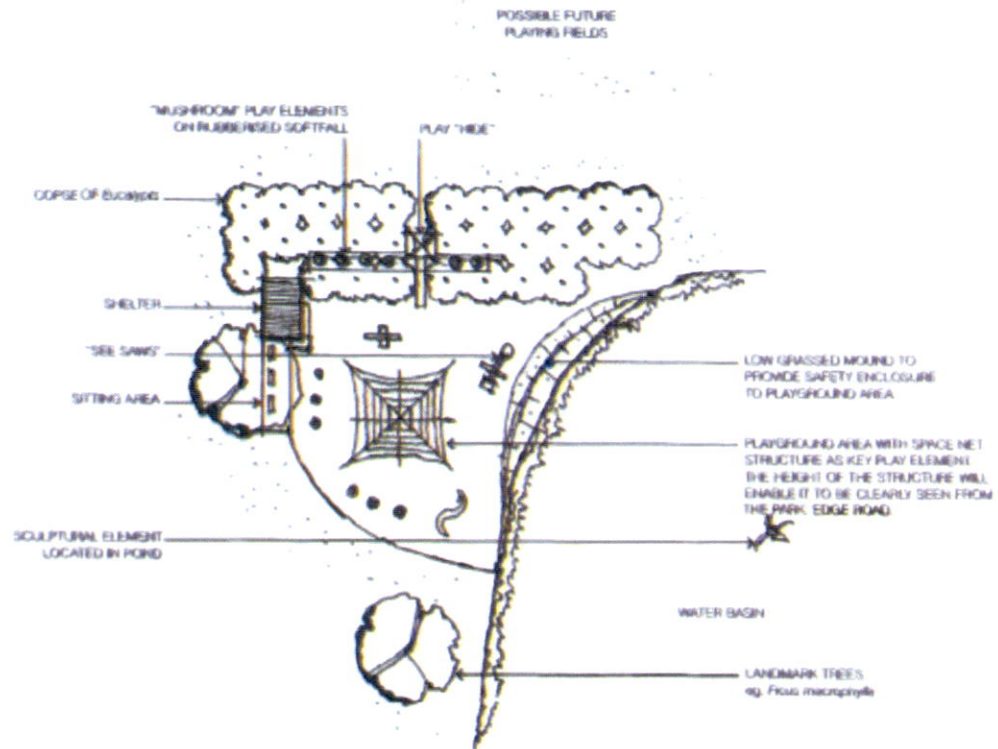 POSSIBLE FUTURE
PLAYING FIELDS
"MUSHROOM" PLAY ELEMENTS
ON RUBBERISED SOFTFALL
PLAY "HIDE"
COPSE OF Eucalypts
SHELTER
"SEE SAWS"
SITTING AREA
LOW GRASSED MOUND TO
PROVIDE SAFETY ENCLOSURE
TO PLAYGROUND AREA
PLAYGROUND AREA WITH SPACE NET
STRUCTURE AS KEY PLAY ELEMENT.
THE HEIGHT OF THE STRUCTURE WILL
ENABLE IT TO BE CLEARLY SEEN FROM
THE PARK EDGE ROAD.
SCULPTURAL ELEMENT
LOCATED IN POND
WATER BASIN
LANDMARK TREES
eg. Ficus macrophylla